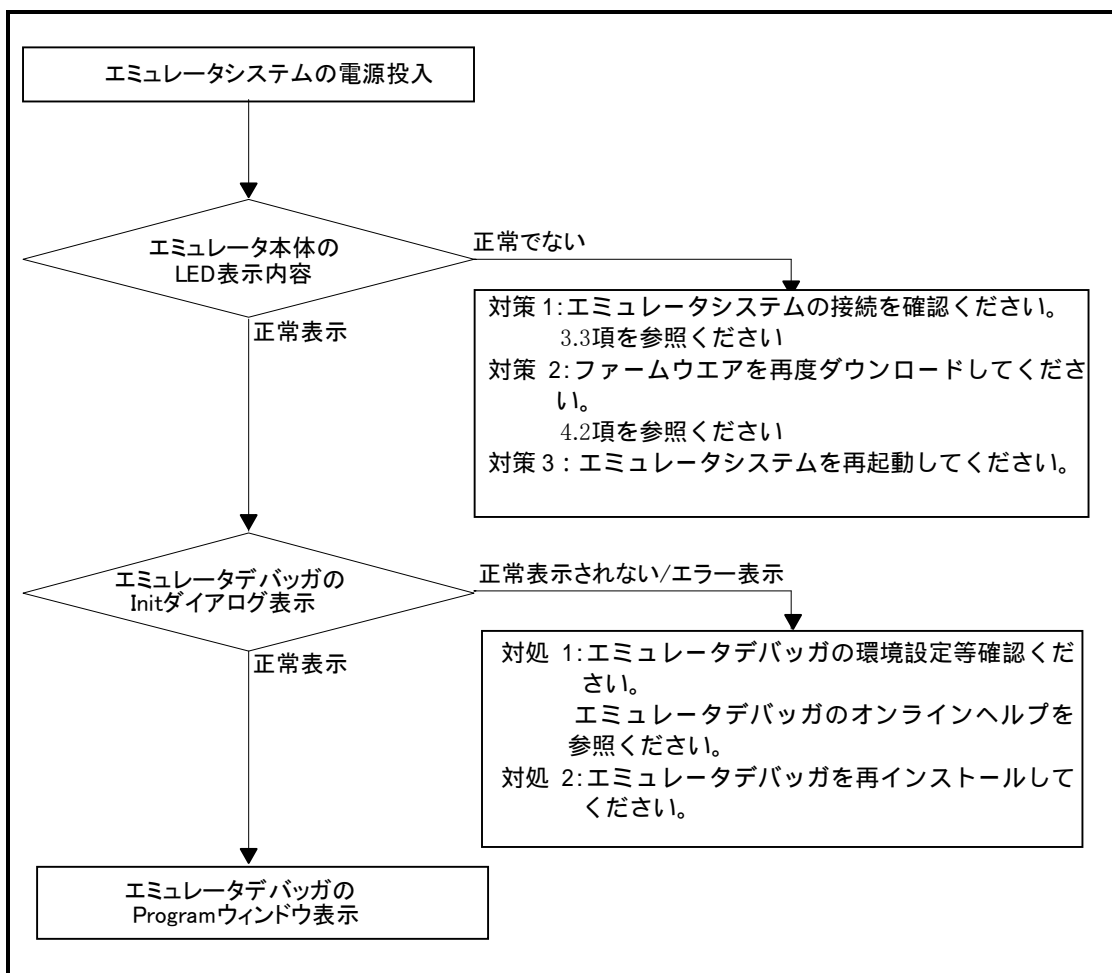 エミュレータシステムの電源投入
エミュレータ本体の
LED表示内容
正常でない
正常表示
対策 1:エミュレータシステムの接続を確認ください。
3.3項を参照ください
対策 2:ファームウエアを再度ダウンロードしてくださ
い。
4.2項を参照ください
対策 3：エミュレータシステムを再起動してください。
エミュレータデバッガの
Initダイアログ表示
正常表示されない/エラー表示
正常表示
対処 1:エミュレータデバッガの環境設定等確認くだ
さい。
エミュレータデバッガのオンラインヘルプを
参照ください。
対処 2:エミュレータデバッガを再インストールして
ください。
エミュレータデバッガの
Programウィンドウ表示